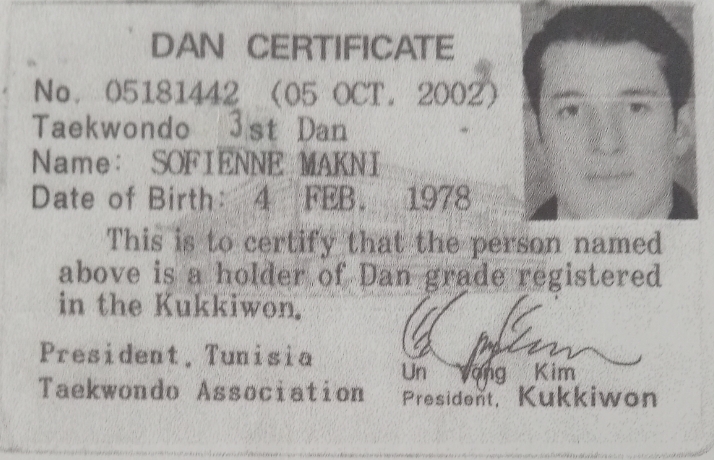 DAN CERTIFICATE
No. 05181442 (05 OCT. 2002)
Taekwondo 3st Dan
Name: SOFIENNE MAKNI
Date of Birth: 4 FEB. 1978
This is to certify that the person named
above is a holder of Dan grade registered
in the Kukkiwon.
President, Tunisia
Taekwondo Association
Un Yong Kim
President, Kukkiwon